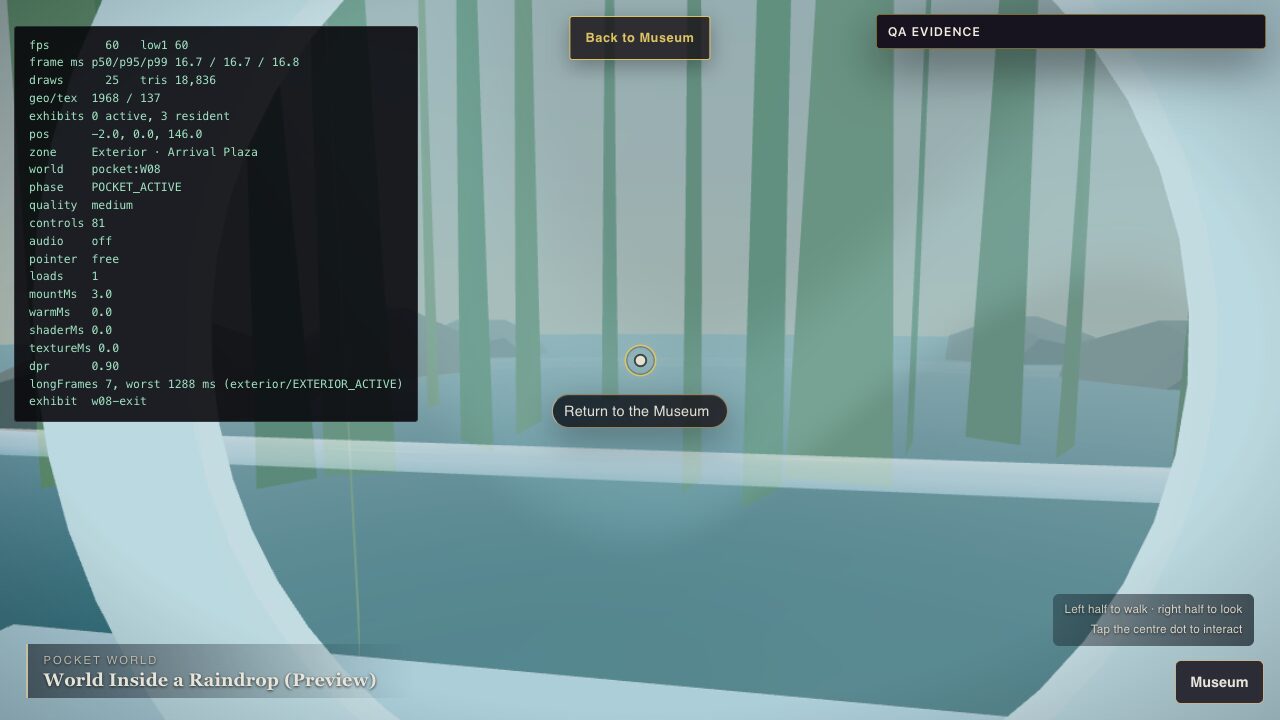 fps 60 low1 60
frame ms p50/p95/p99 16.7 / 16.7 / 16.8
draws 25 tris 18,836
geo/tex 1968 / 137
exhibits 0 active, 3 resident
pos −2.0, 0.0, 146.0
zone Exterior · Arrival Plaza
world pocket:W08
phase POCKET_ACTIVE
quality medium
controls 81
audio off
pointer free
loads 1
mountMs 3.0
warmMs 0.0
shaderMs 0.0
textureMs 0.0
dpr 0.90
longFrames 7, worst 1288 ms (exterior/EXTERIOR_ACTIVE)
exhibit w08-exit
Back to Museum
QA EVIDENCE
Return to the Museum
Left half to walk · right half to look
Tap the centre dot to interact
POCKET WORLD
World Inside a Raindrop (Preview)
Museum